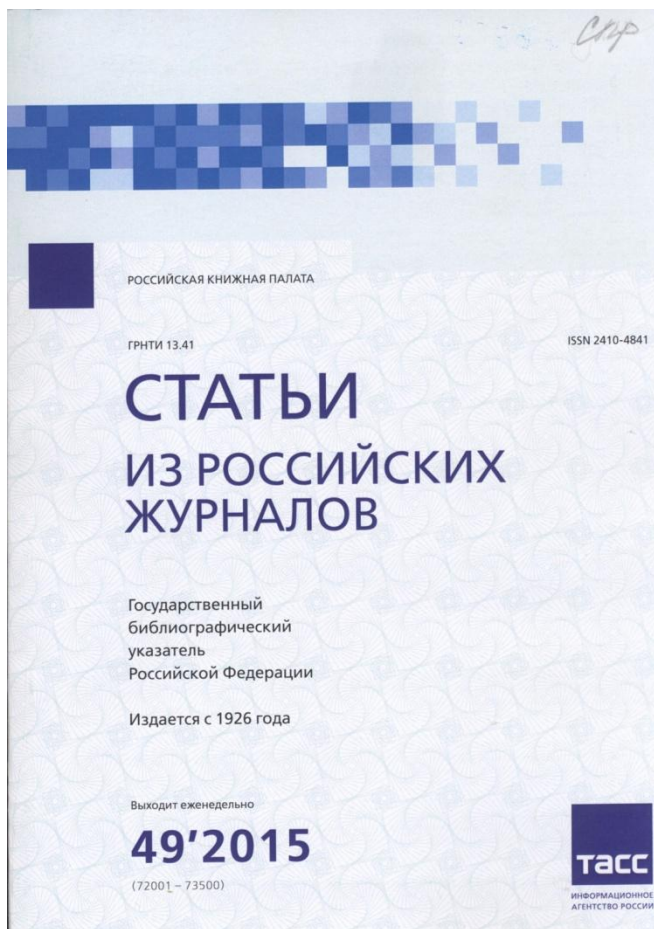 Спр
РОССИЙСКАЯ КНИЖНАЯ ПАЛАТА
ГРНТИ 13.41
ISSN 2410-4841
СТАТЬИ
ИЗ РОССИЙСКИХ
ЖУРНАЛОВ
Государственный
библиографический
указатель
Российской Федерации
Издается с 1926 года
Выходит еженедельно
49'2015
(72001 – 73500)
ТАСС
ИНФОРМАЦИОННОЕ
АГЕНТСТВО РОССИИ